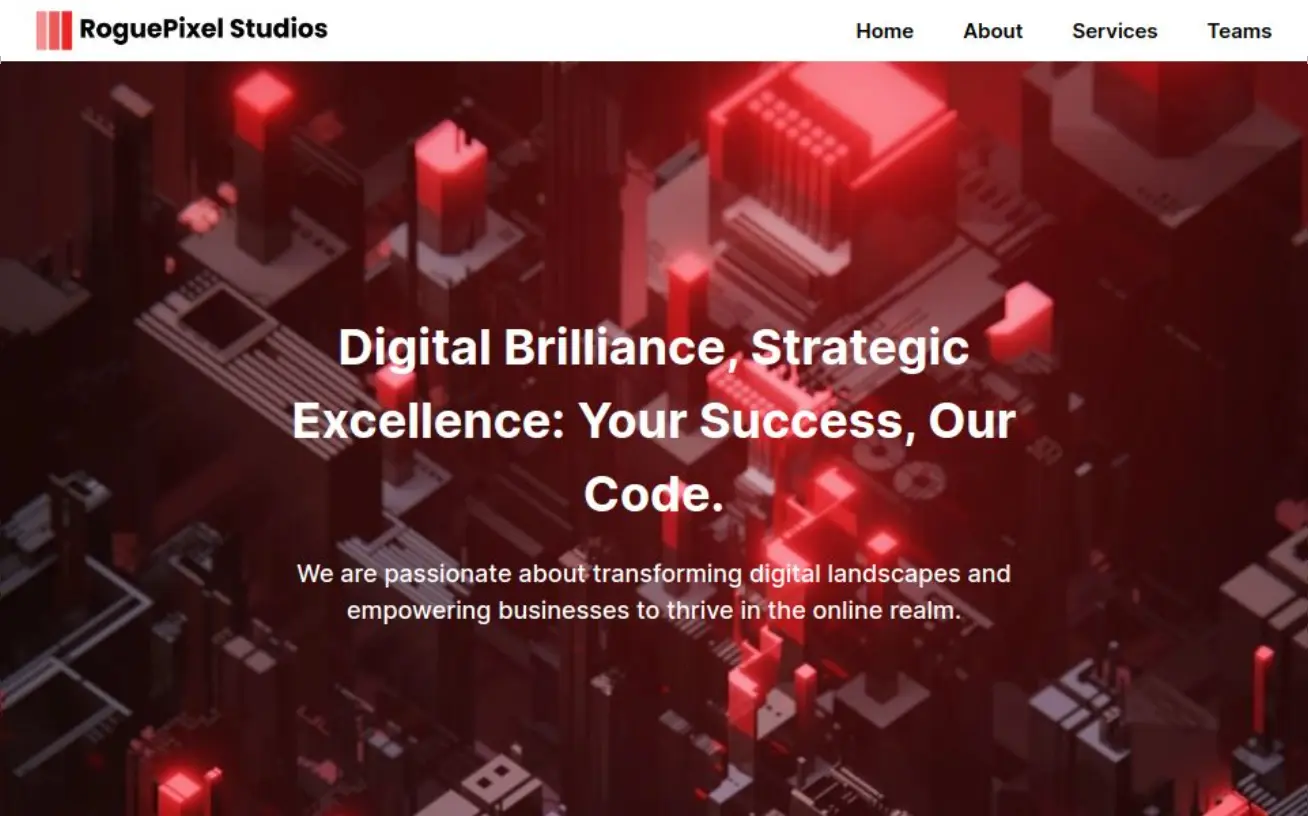 RoguePixel Studios
Home About Services Teams
Digital Brilliance, Strategic
Excellence: Your Success, Our
Code.
We are passionate about transforming digital landscapes and
empowering businesses to thrive in the online realm.